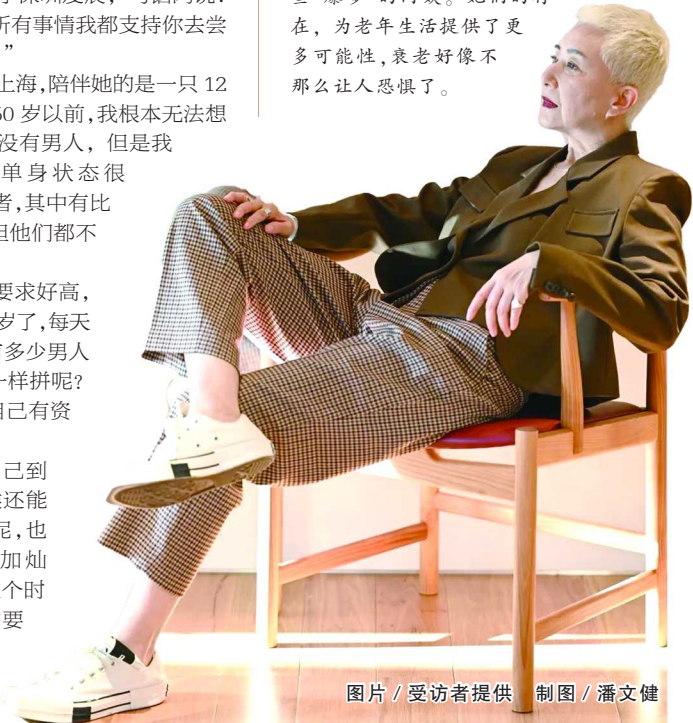 所有事情我都支持你去尝
”
上海,陪伴她的是一只 12
岁以前,我根本无法想
没有男人，但是我
单身状态很
者,其中有比
但他们都不
要求好高，
岁了,每天
多少男人
一样拼呢?
自己有资
己到
还能
呢,也
加灿
个时
要
在，为老年生活提供了更
多可能性,衰老好像不
那么让人恐惧了。
图片 / 受访者提供 制图 / 潘文健